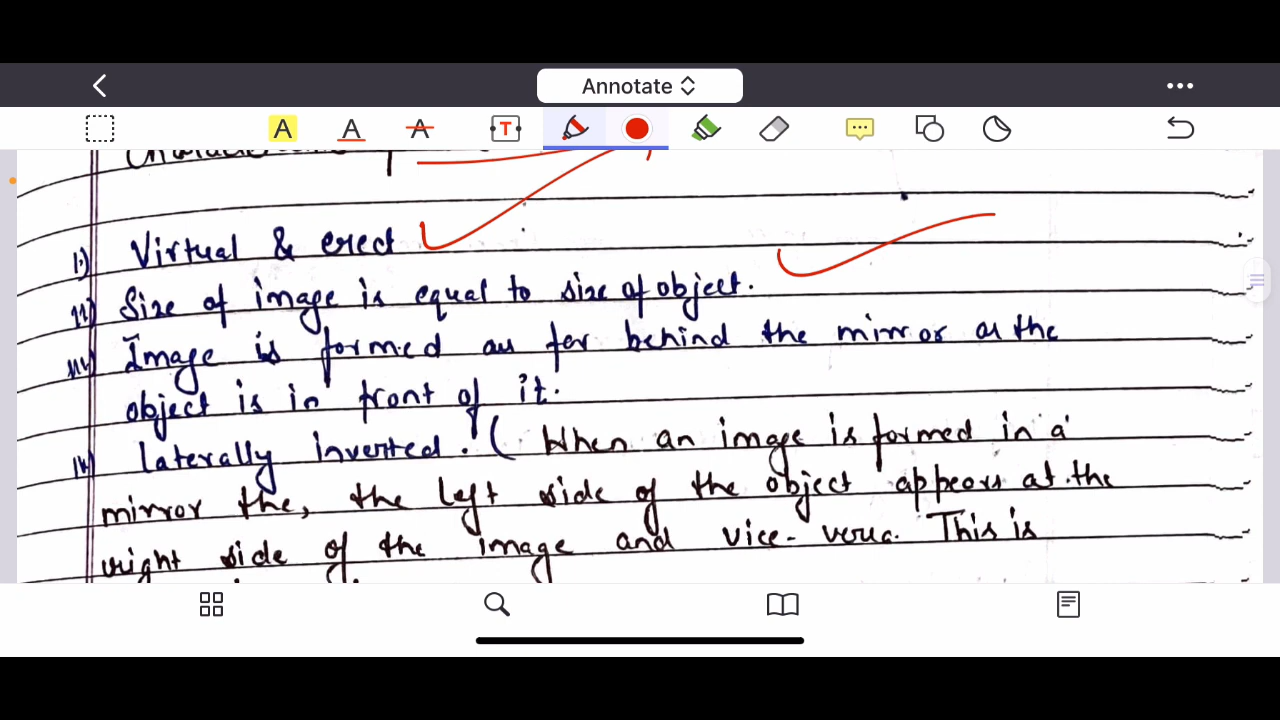 Annotate
A A A T
i) Virtual & erect
ii) Size of image is equal to size of object.
iii) Image is formed as far behind the mirror as the
object is in front of it.
iv) laterally inverted. ( When an image is formed in a
mirror the, the left side of the object appears at the
right side of the image and vice-versa. This is